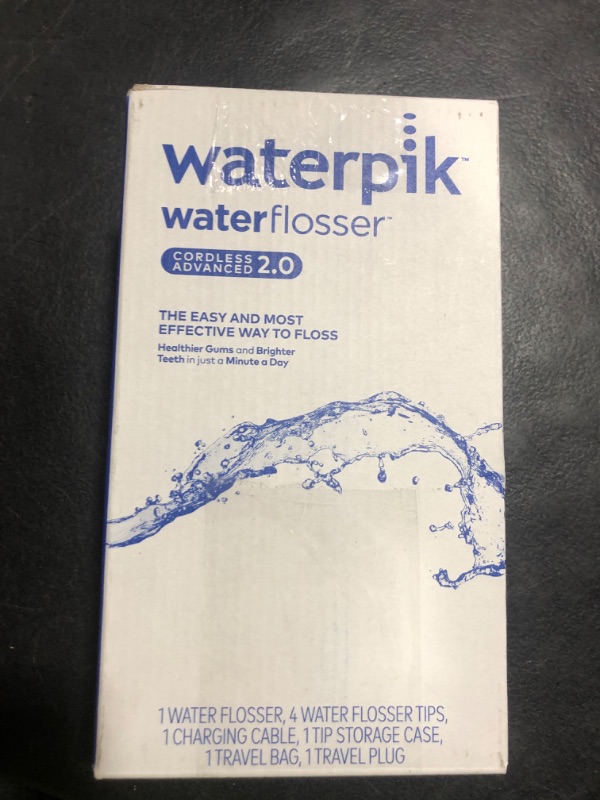 waterpik™
waterflosser™
CORDLESS
ADVANCED 2.0
THE EASY AND MOST
EFFECTIVE WAY TO FLOSS
Healthier Gums and Brighter
Teeth in just a Minute a Day
1 WATER FLOSSER, 4 WATER FLOSSER TIPS,
1 CHARGING CABLE, 1 TIP STORAGE CASE,
1 TRAVEL BAG, 1 TRAVEL PLUG